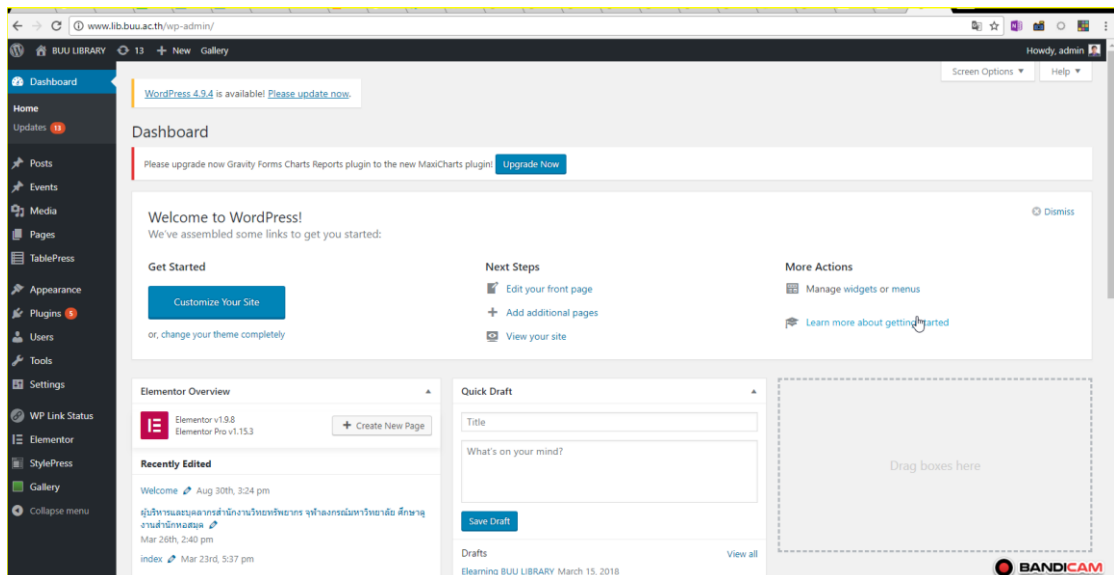 www.lib.buu.ac.th/wp-admin/
BUU LIBRARY 13 New Gallery
Howdy, admin
Screen Options Help
Dashboard
Home
Updates 13
Posts
Events
Media
Pages
TablePress
Appearance
Plugins 5
Users
Tools
Settings
WP Link Status
Elementor
StylePress
Gallery
Collapse menu
WordPress 4.9.4 is available! Please update now.
Dashboard
Please upgrade now Gravity Forms Charts Reports plugin to the new MaxiCharts plugin! Upgrade Now
Dismiss
Welcome to WordPress!
We've assembled some links to get you started:
Get Started
Customize Your Site
or, change your theme completely
Next Steps
Edit your front page
Add additional pages
View your site
More Actions
Manage widgets or menus
Learn more about getting started
Elementor Overview
Elementor v1.9.8
Elementor Pro v1.15.3
Create New Page
Recently Edited
Welcome Aug 30th, 3:24 pm
ผู้บริหารและบุคลากรสำนักงานวิทยทรัพยากร จุฬาลงกรณ์มหาวิทยาลัย ศึกษาดู
งานสำนักหอสมุด
Mar 26th, 2:40 pm
index Mar 23rd, 5:37 pm
Quick Draft
Title
What's on your mind?
Save Draft
Drafts View all
Elearning BUU LIBRARY March 15, 2018
Drag boxes here
BANDICAM